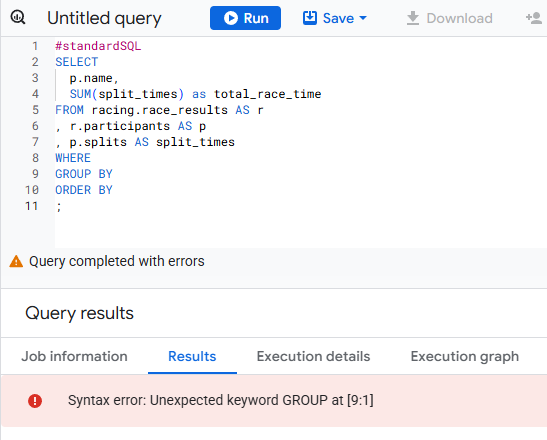 Untitled query Run Save Download
1 #standardSQL
2 SELECT
3 p.name,
4 SUM(split_times) as total_race_time
5 FROM racing.race_results AS r
6 , r.participants AS p
7 , p.splits AS split_times
8 WHERE
9 GROUP BY
10 ORDER BY
11 ;
Query completed with errors
Query results
Job information Results Execution details Execution graph
Syntax error: Unexpected keyword GROUP at [9:1]